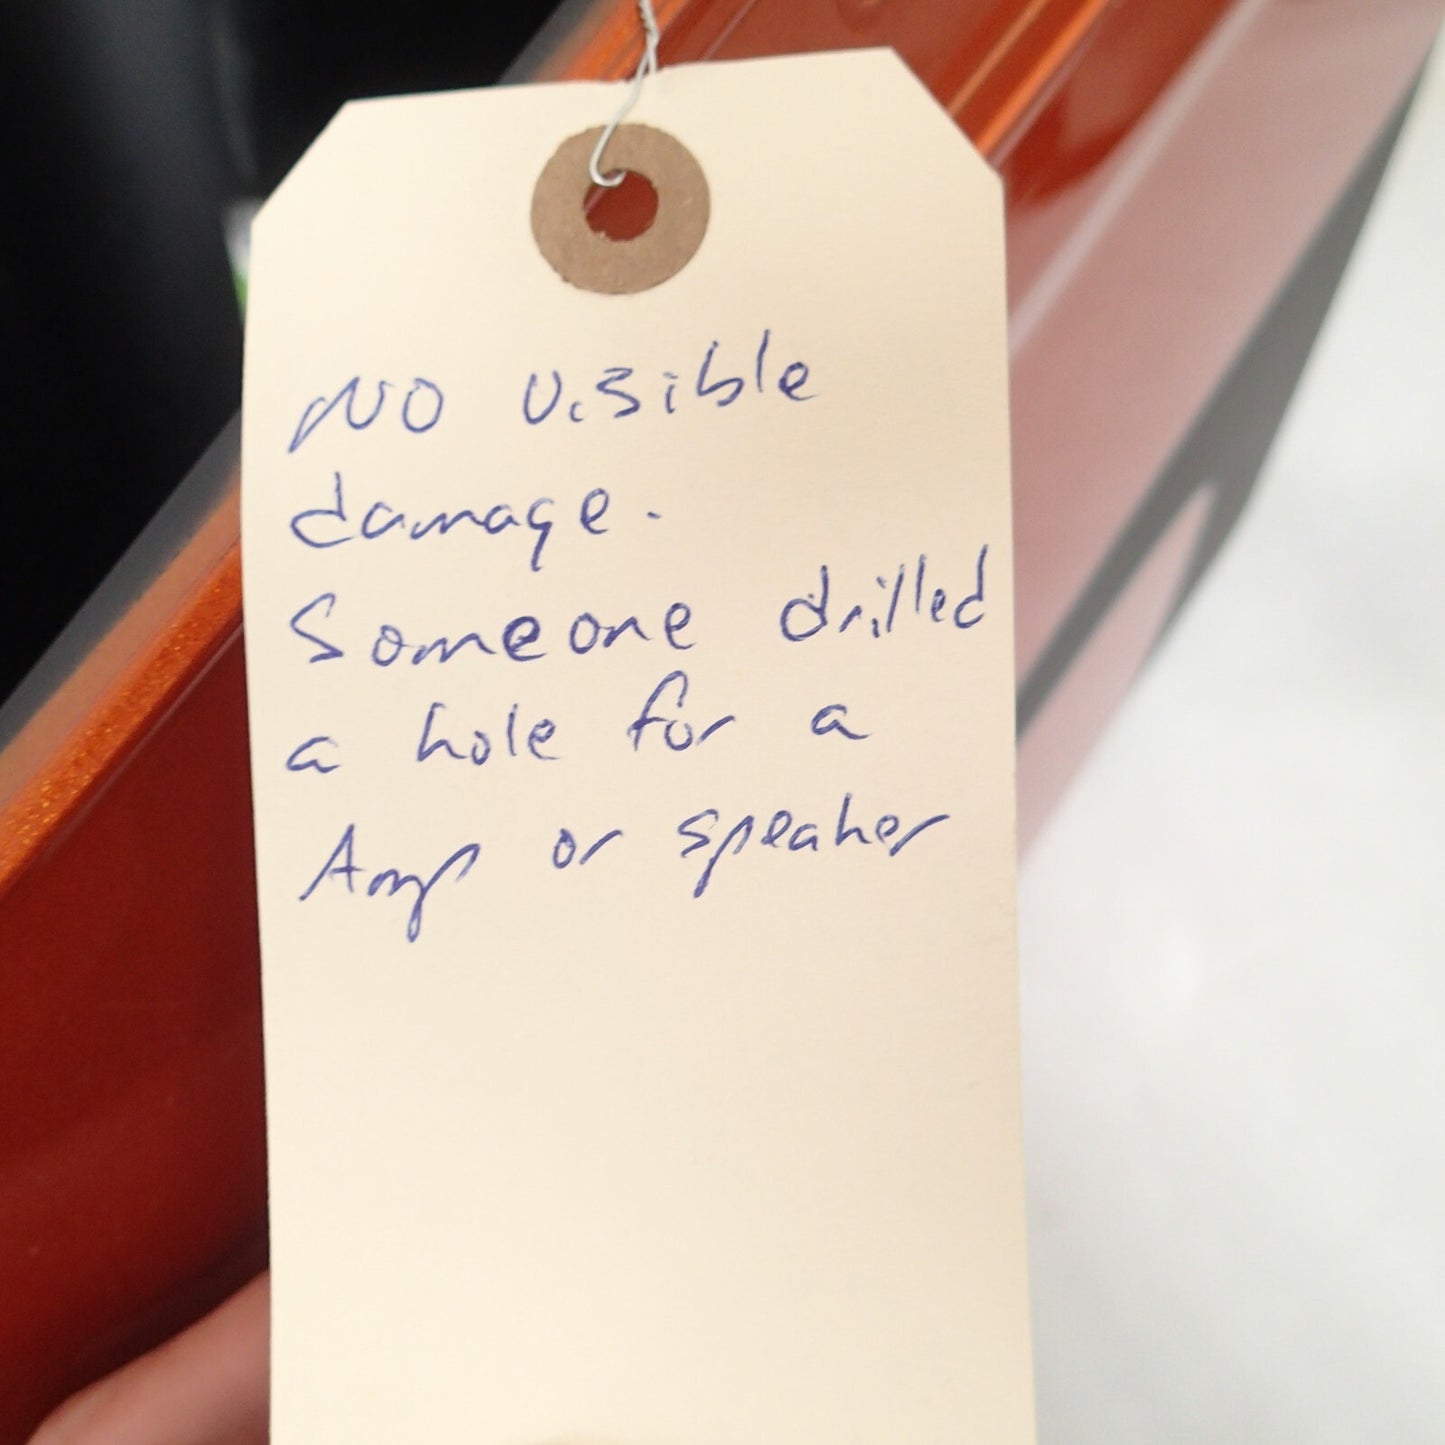 NO visible
damage.
Someone drilled
a hole for a
Amp or speaker